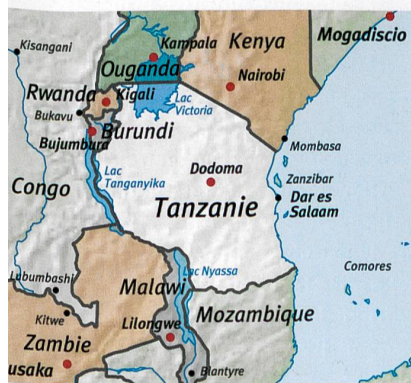 Kisangani
Kampala
Kenya
Mogadiscio
Ouganda
Nairobi
Rwanda
Kigali
Lac
Victoria
Bukavu
Burundi
Bujumbura
Mombasa
Lac
Tanganyika
Dodoma
Zanzibar
Congo
Tanzanie
Dar es
Salaam
Lac Nyassa
Comores
Lubumbashi
Malawi
Kitwe
Lilongwe
Mozambique
Zambie
usaka
Blantyre